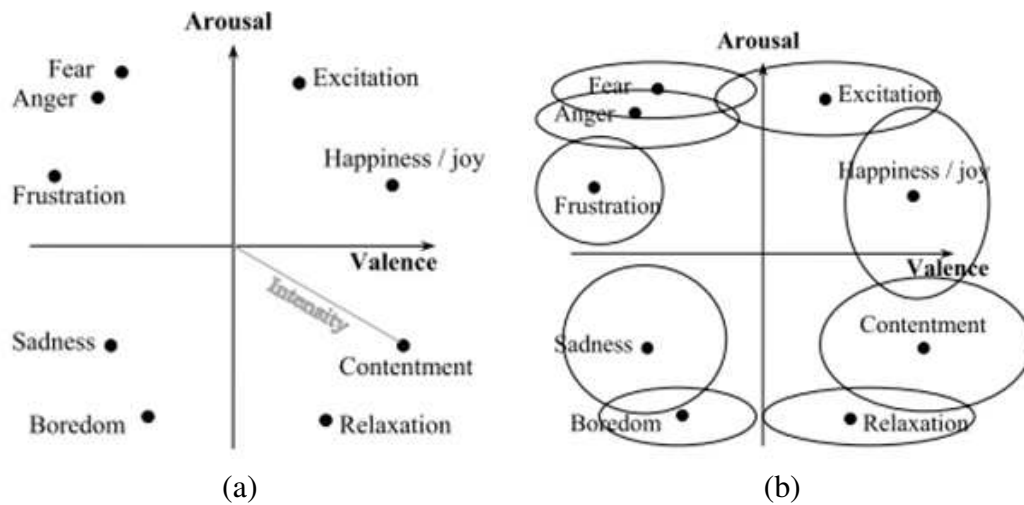 Arousal
Fear
Excitation
Anger
Happiness / joy
Frustration
Valence
Intensity
Sadness
Contentment
Boredom
Relaxation
(a)
Arousal
Fear
Excitation
Anger
Happiness / joy
Frustration
Valence
Contentment
Sadness
Boredom
Relaxation
(b)